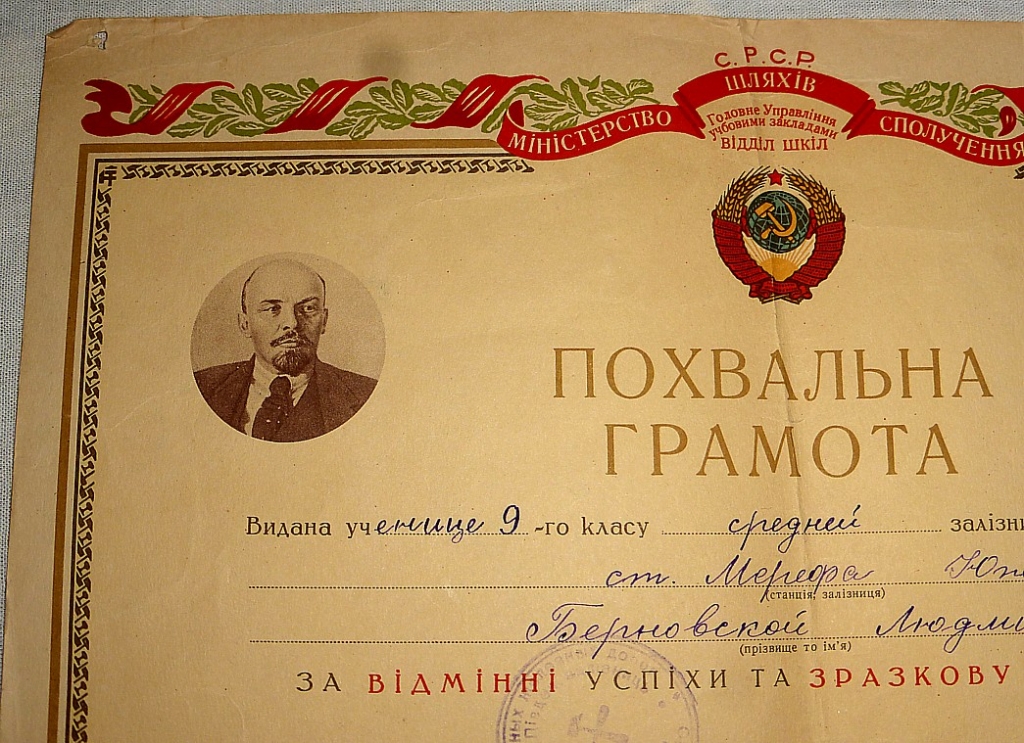 С.Р.С.Р.
МІНІСТЕРСТВО ШЛЯХІВ СПОЛУЧЕННЯ
Головне Управління
учбовими закладами
ВІДДІЛ ШКІЛ
ПОХВАЛЬНА
ГРАМОТА
Видана ученице 9-го класу средней залізни
ст. Мерефа
(станція, залізниця)
Берновской Людми
(прізвище то ім'я)
ЗА ВІДМІННІ УСПІХИ ТА ЗРАЗКОВУ